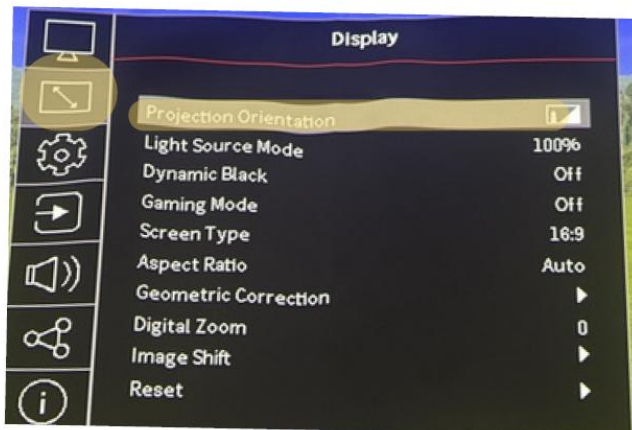 Display
Projection Orientation
Light Source Mode 100%
Dynamic Black Off
Gaming Mode Off
Screen Type 16:9
Aspect Ratio Auto
Geometric Correction
Digital Zoom 0
Image Shift
Reset